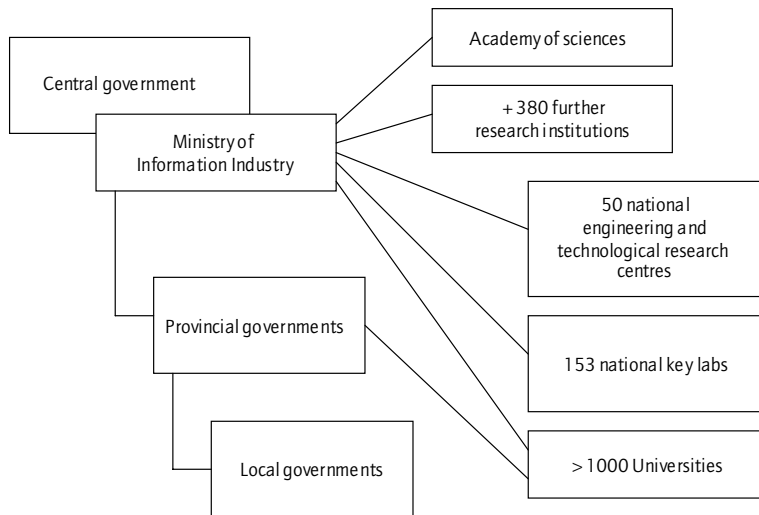 Academy of sciences
Central government
+ 380 further
research institutions
Ministry of
Information Industry
50 national
engineering and
technological research
centres
Provincial governments
153 national key labs
> 1000 Universities
Local governments